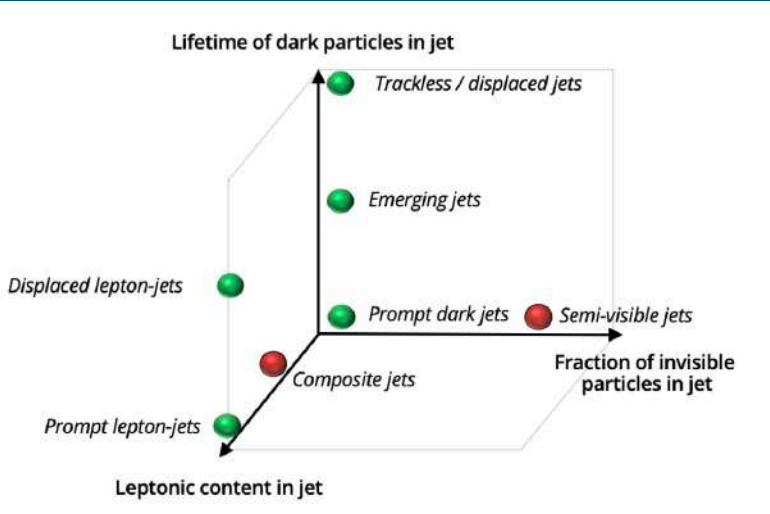 Lifetime of dark particles in jet
Trackless / displaced jets
Emerging jets
Displaced lepton-jets
Prompt dark jets
Semi-visible jets
Fraction of invisible
particles in jet
Composite jets
Prompt lepton-jets
Leptonic content in jet